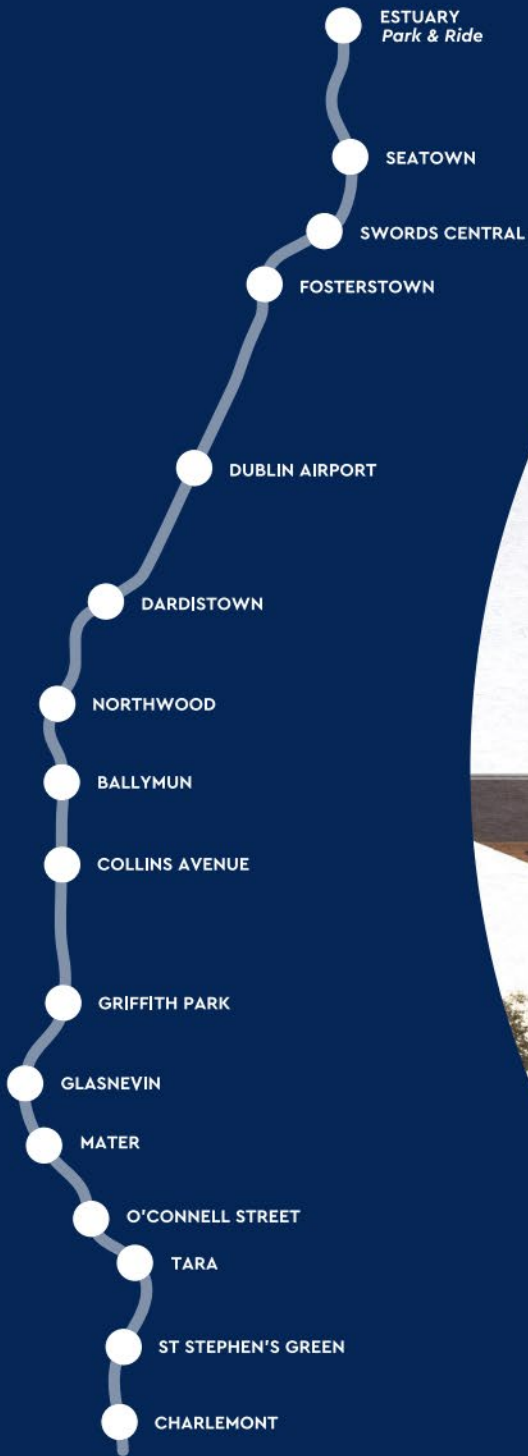 ESTUARY
Park & Ride
SEATOWN
SWORDS CENTRAL
FOSTERSTOWN
DUBLIN AIRPORT
DARDISTOWN
NORTHWOOD
BALLYMUN
COLLINS AVENUE
GRIFFITH PARK
GLASNEVIN
MATER
O'CONNELL STREET
TARA
ST STEPHEN'S GREEN
CHARLEMONT